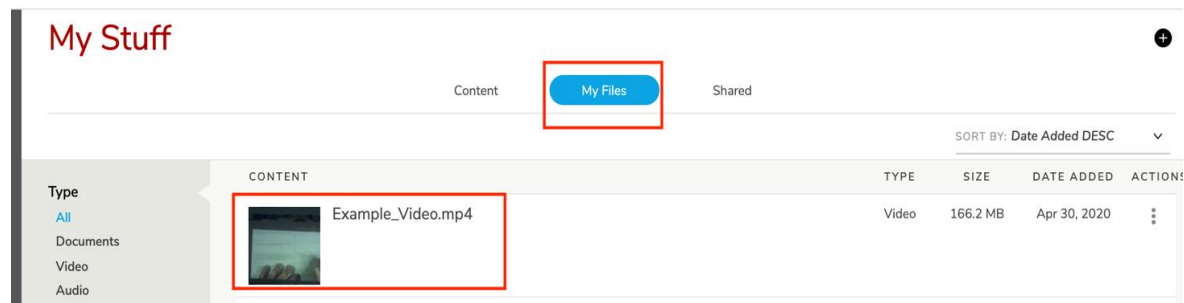 My Stuff
Content My Files Shared
SORT BY: Date Added DESC
Type
All
Documents
Video
Audio
CONTENT TYPE SIZE DATE ADDED ACTIONS
Example_Video.mp4 Video 166.2 MB Apr 30, 2020